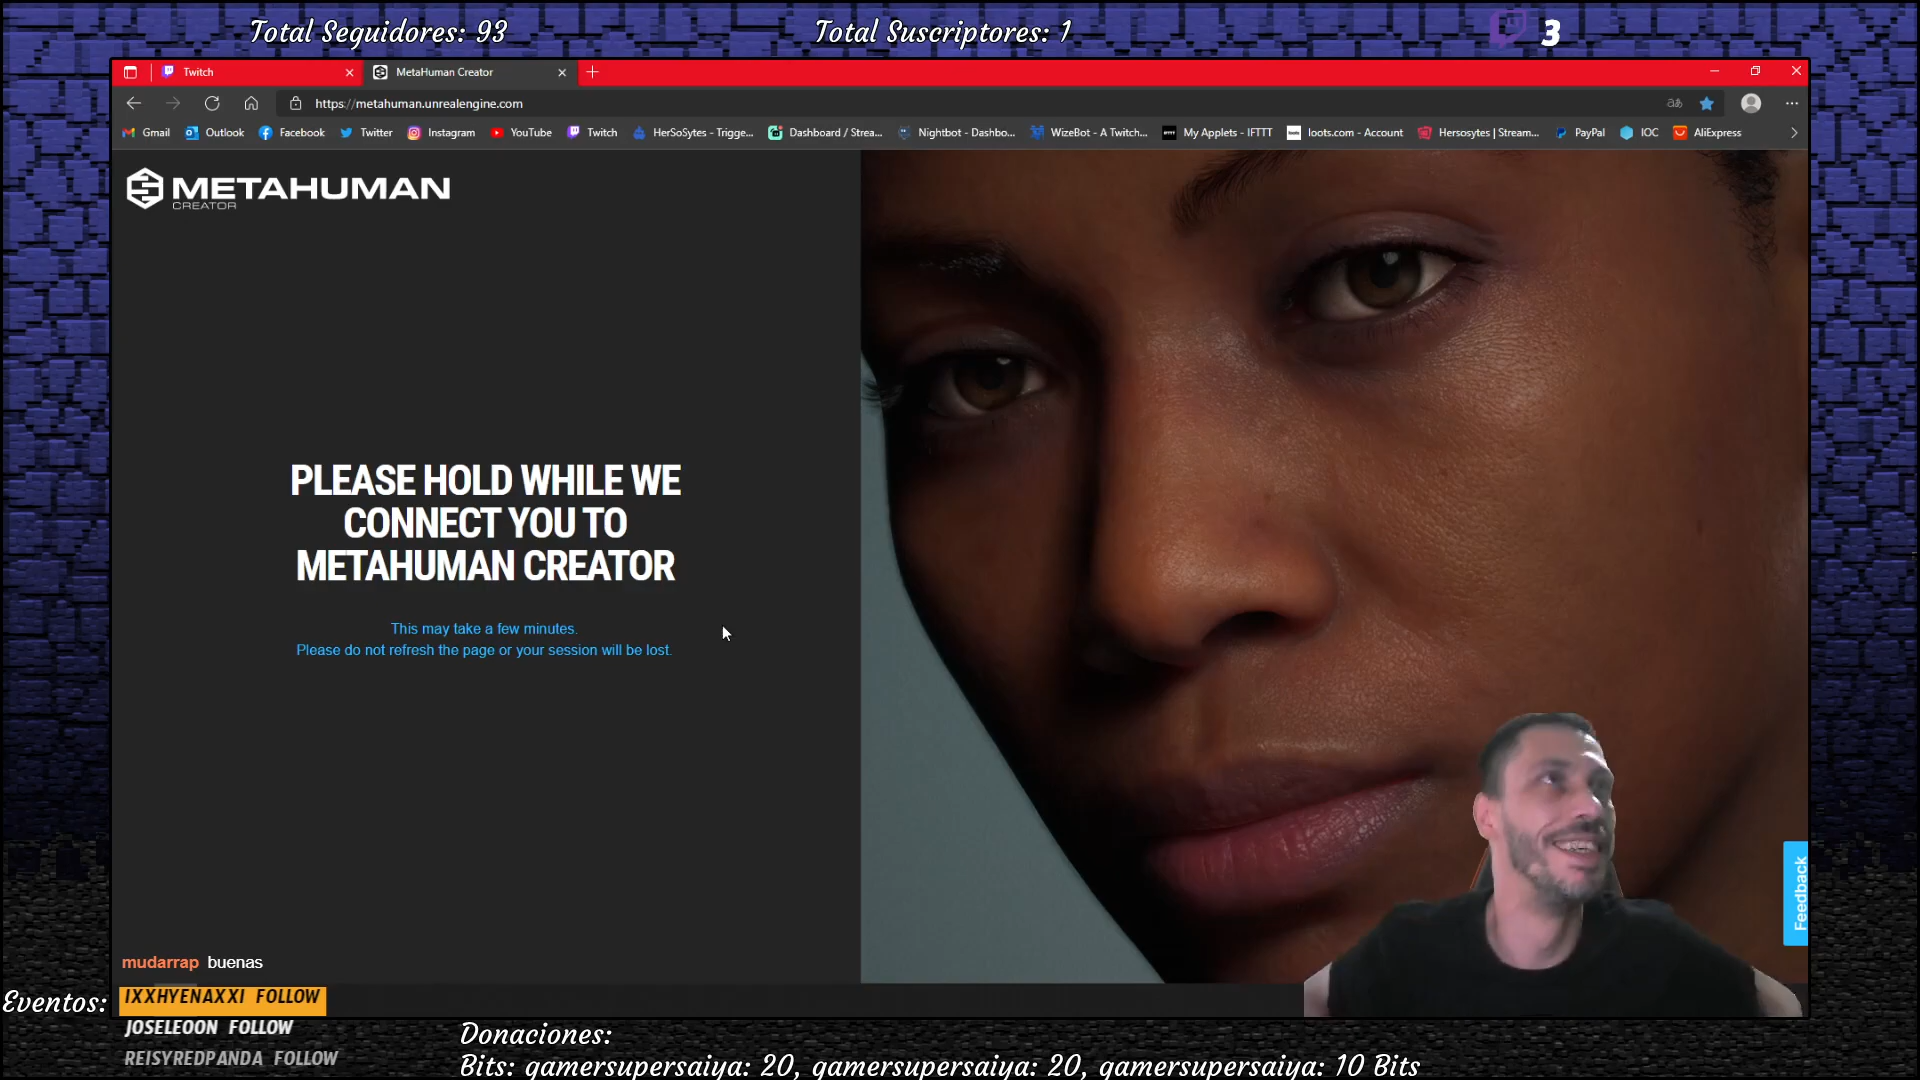 Total Seguidores: 93
Total Suscriptores: 1
3
Twitch
MetaHuman Creator
https://metahuman.unrealengine.com
Gmail
Outlook
Facebook
Twitter
Instagram
YouTube
Twitch
HerSoSytes - Trigge...
Dashboard / Strea...
Nightbot - Dashbo...
WizeBot - A Twitch...
My Applets - IFTTT
loots.com - Account
Hersosytes | Stream...
PayPal
IOC
AliExpress
METAHUMAN
CREATOR
PLEASE HOLD WHILE WE
CONNECT YOU TO
METAHUMAN CREATOR
This may take a few minutes.
Please do not refresh the page or your session will be lost.
Feedback
mudarrap buenas
Eventos:
IXXHYENAXXI FOLLOW
JOSELEOON FOLLOW
REISYREDPANDA FOLLOW
Donaciones:
Bits: gamersupersaiya: 20, gamersupersaiya: 20, gamersupersaiya: 10 Bits